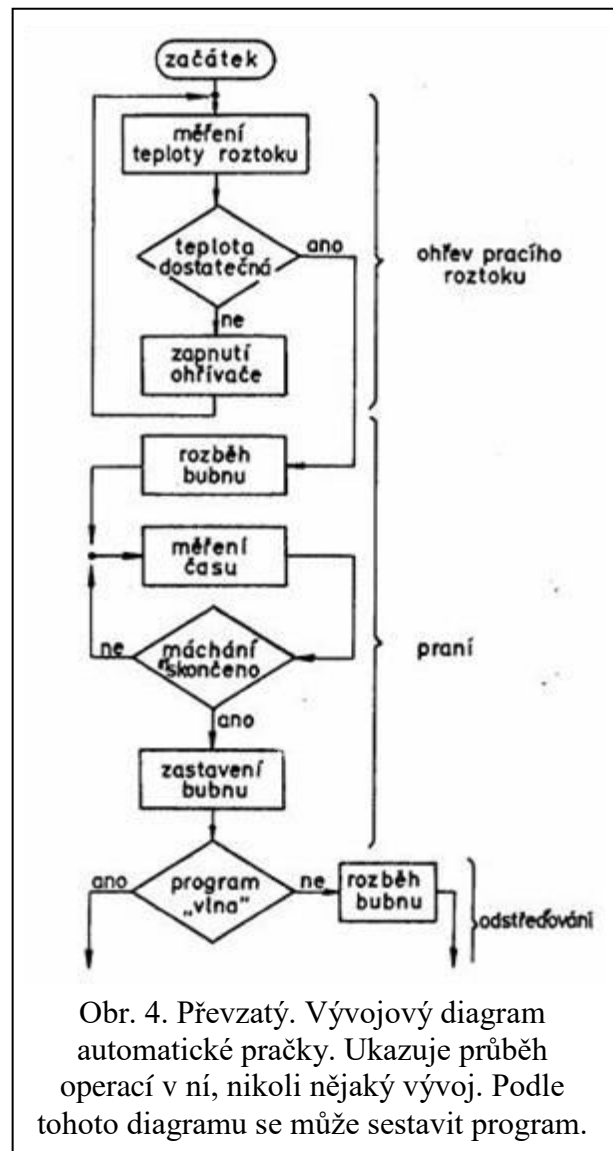 začátek
měření
teploty roztoku
teplota
dostatečná
ano
ohřev pracího
roztoku
ne
zapnutí
ohřívače
rozběh
bubnu
měření
času
ne
máchání
skončeno
praní
ano
zastavení
bubnu
ano
program
„vlna”
ne
rozběh
bubnu
odstřeďování
Obr. 4. Převzatý. Vývojový diagram
automatické pračky. Ukazuje průběh
operací v ní, nikoli nějaký vývoj. Podle
tohoto diagramu se může sestavit program.